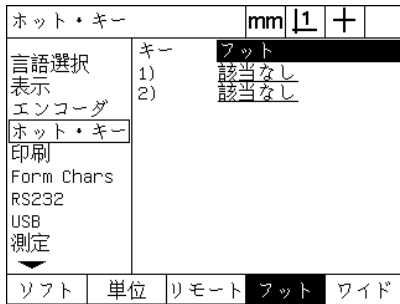 ホット・キー mm 1
言語選択
表示
エンコーダ
ホット・キー
印刷
Form Chars
RS232
USB
測定
キー フット
1) 該当なし
2) 該当なし
リフト 単位 リモート フット ワイド